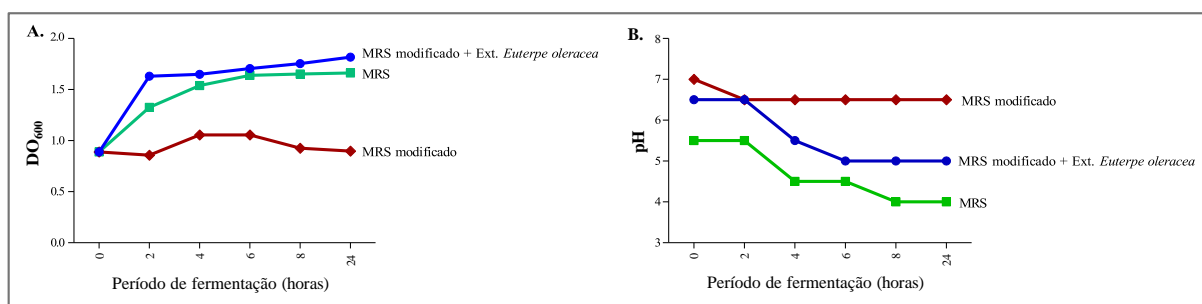 A.
DO600
2.0
1.5
1.0
0.5
0.0
0
2
4
6
8
24
Período de fermentação (horas)
MRS modificado + Ext. Euterpe oleracea
MRS
MRS modificado
B.
pH
8
7
6
5
4
3
0
2
4
6
8
24
Período de fermentação (horas)
MRS modificado
MRS modificado + Ext. Euterpe oleracea
MRS